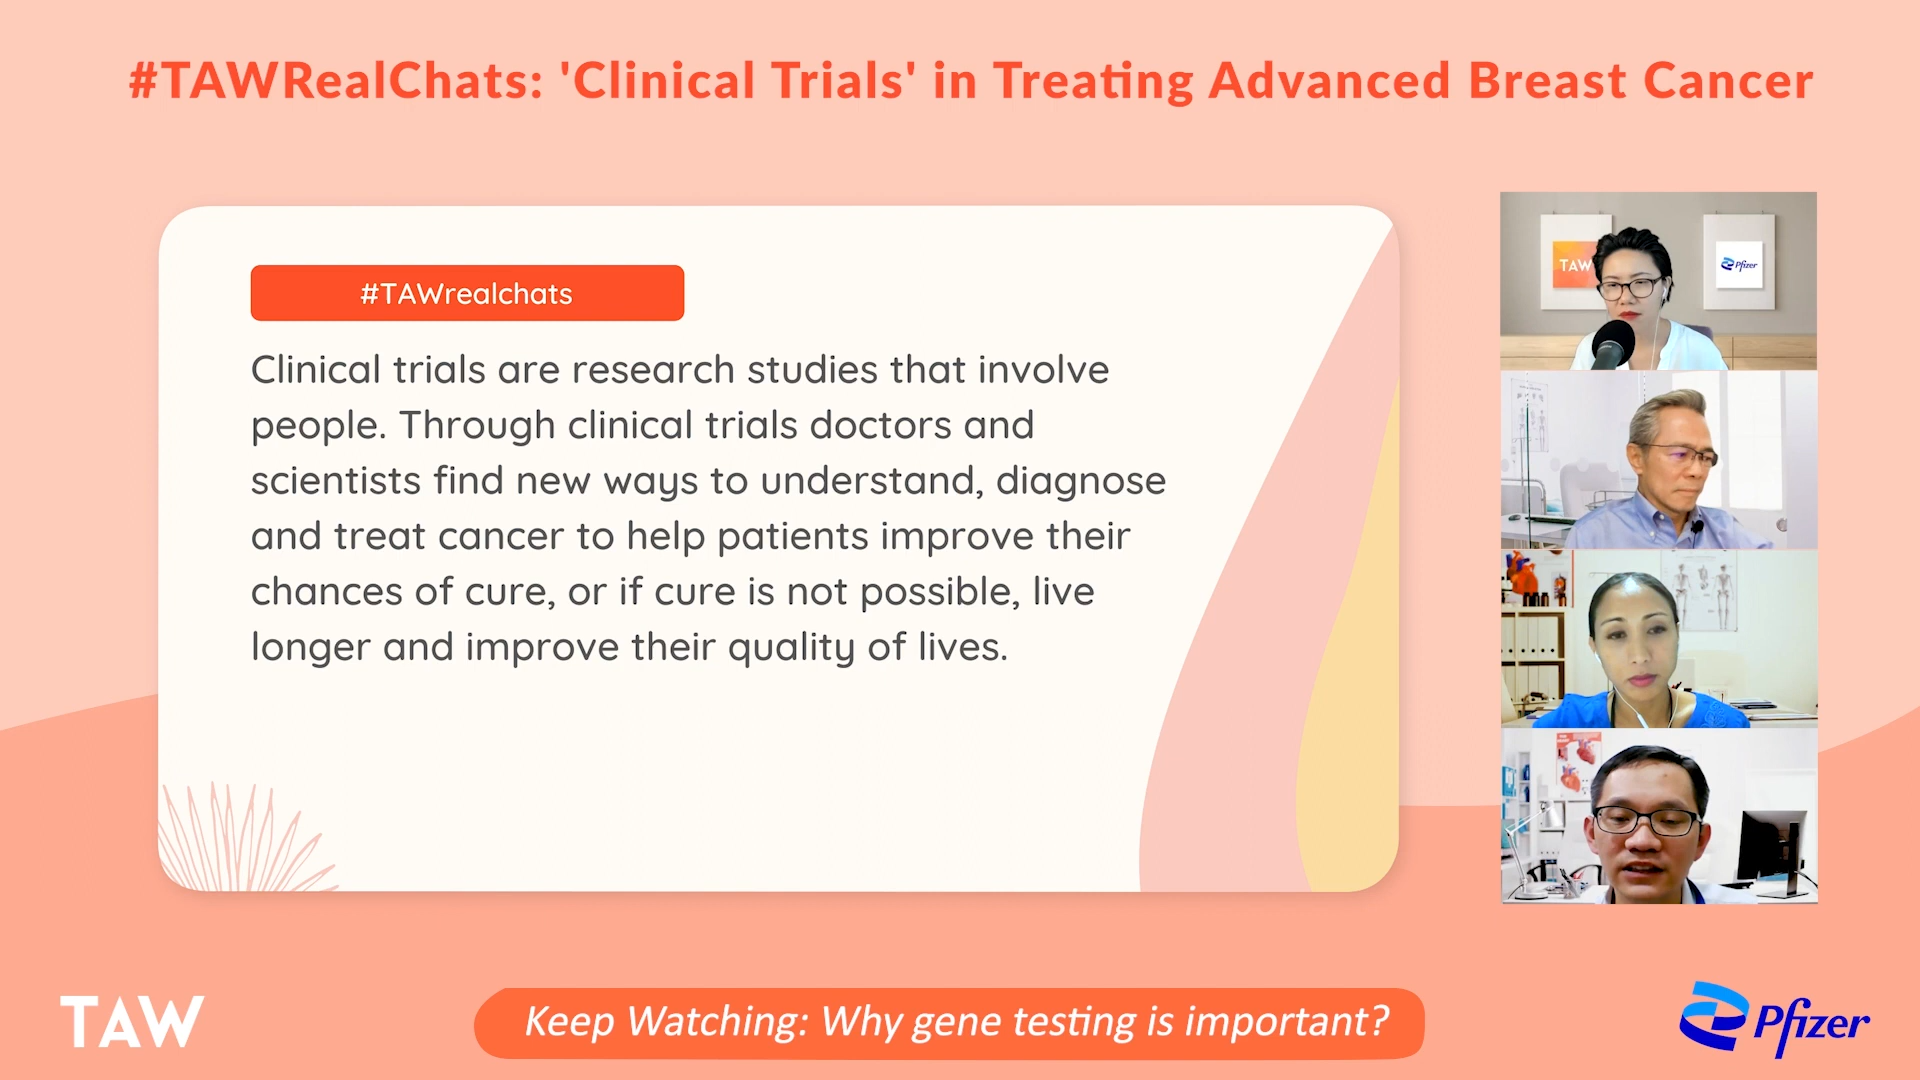 #TAWRealChats: 'Clinical Trials' in Treating Advanced Breast Cancer
#TAWrealchats
Clinical trials are research studies that involve
people. Through clinical trials doctors and
scientists find new ways to understand, diagnose
and treat cancer to help patients improve their
chances of cure, or if cure is not possible, live
longer and improve their quality of lives.
TAW
Pfizer
TAW
Keep Watching: Why gene testing is important?
Pfizer